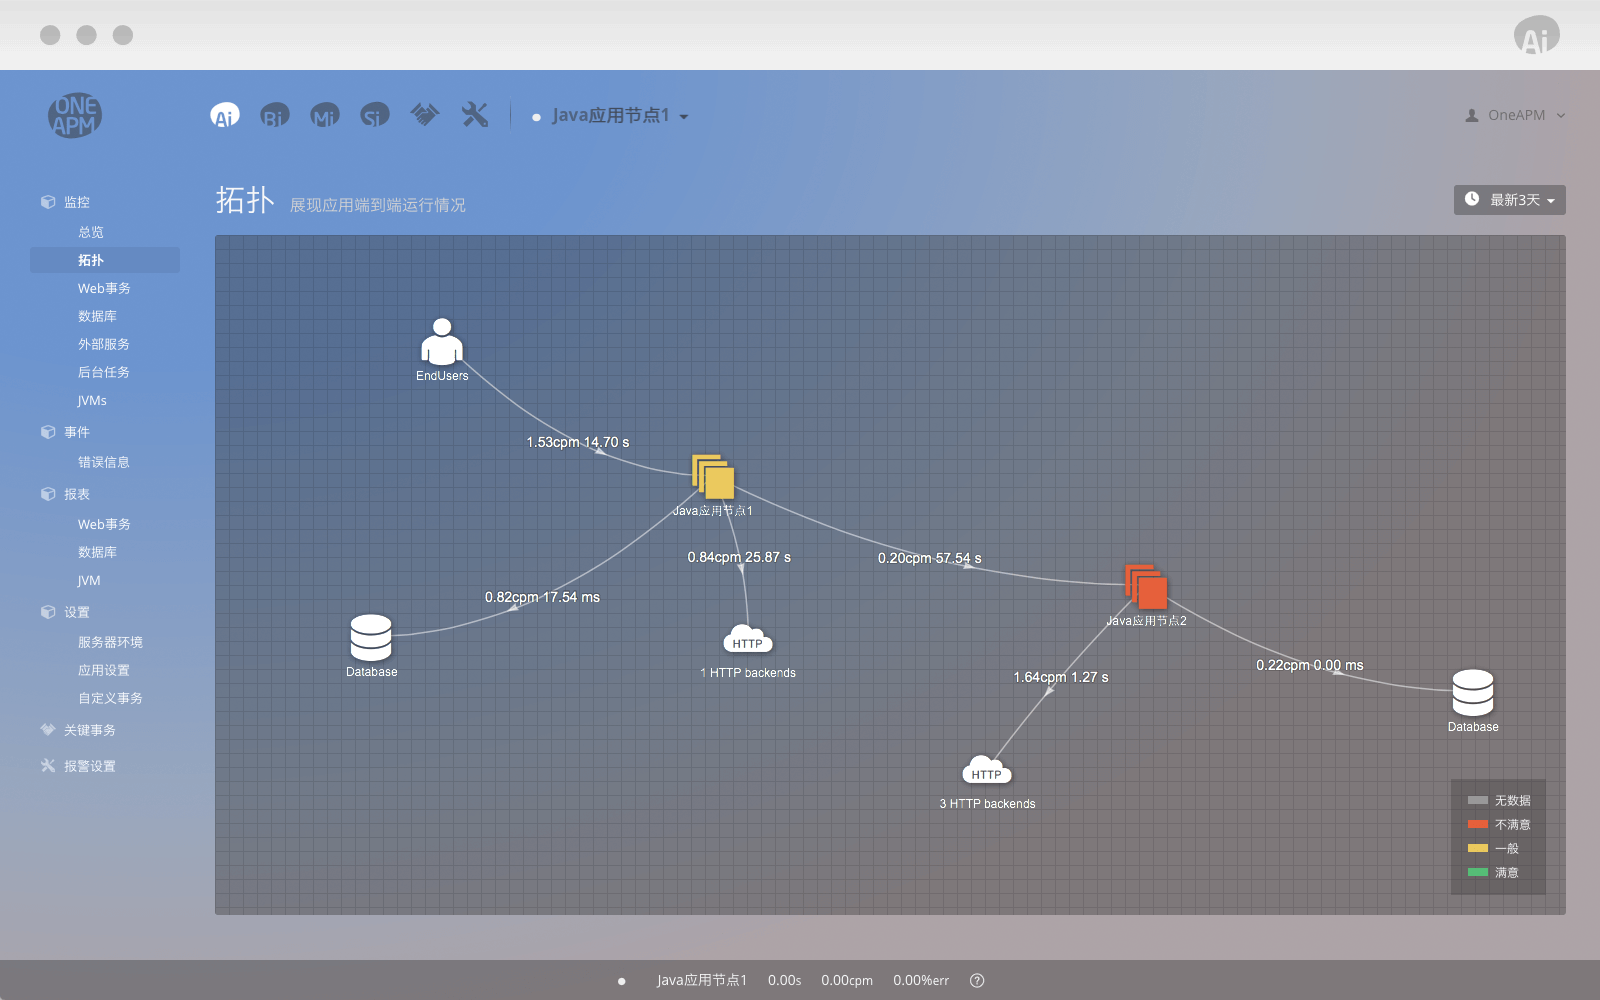 Ai
ONE
APM
Ai Bi Mi Si Java应用节点1
OneAPM
监控
总览
拓扑
Web事务
数据库
外部服务
后台任务
JVMs
事件
错误信息
报表
Web事务
数据库
JVM
设置
服务器环境
应用设置
自定义事务
关键事务
报警设置
拓扑 展现应用端到端运行情况
最新3天
EndUsers
1.53cpm 14.70 s
Java应用节点1
0.84cpm 25.87 s
0.20cpm 57.54 s
0.82cpm 17.54 ms
Java应用节点2
Database
HTTP
1 HTTP backends
1.64cpm 1.27 s
0.22cpm 0.00 ms
Database
HTTP
3 HTTP backends
无数据
不满意
一般
满意
Java应用节点1 0.00s 0.00cpm 0.00%err ?